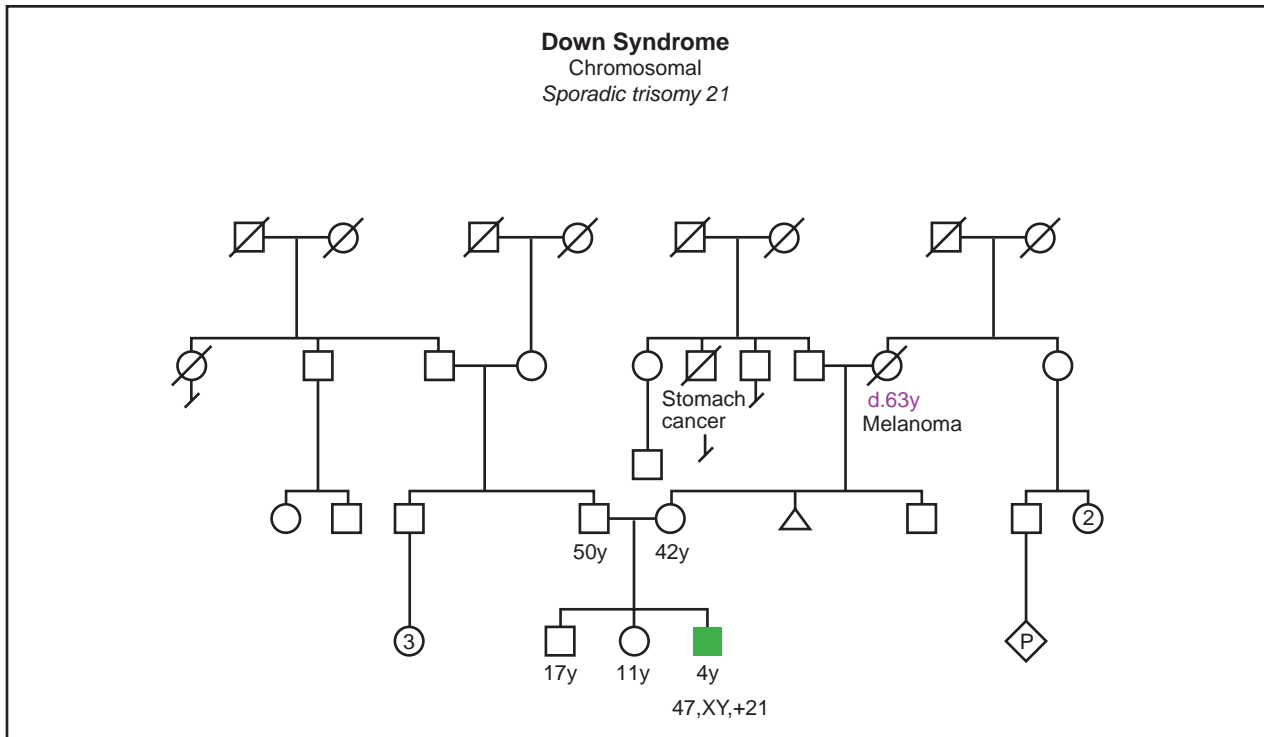 Down Syndrome
Chromosomal
Sporadic trisomy 21
Stomach
cancer
d.63y
Melanoma
2
50y
42y
3
P
17y
11y
4y
47,XY,+21